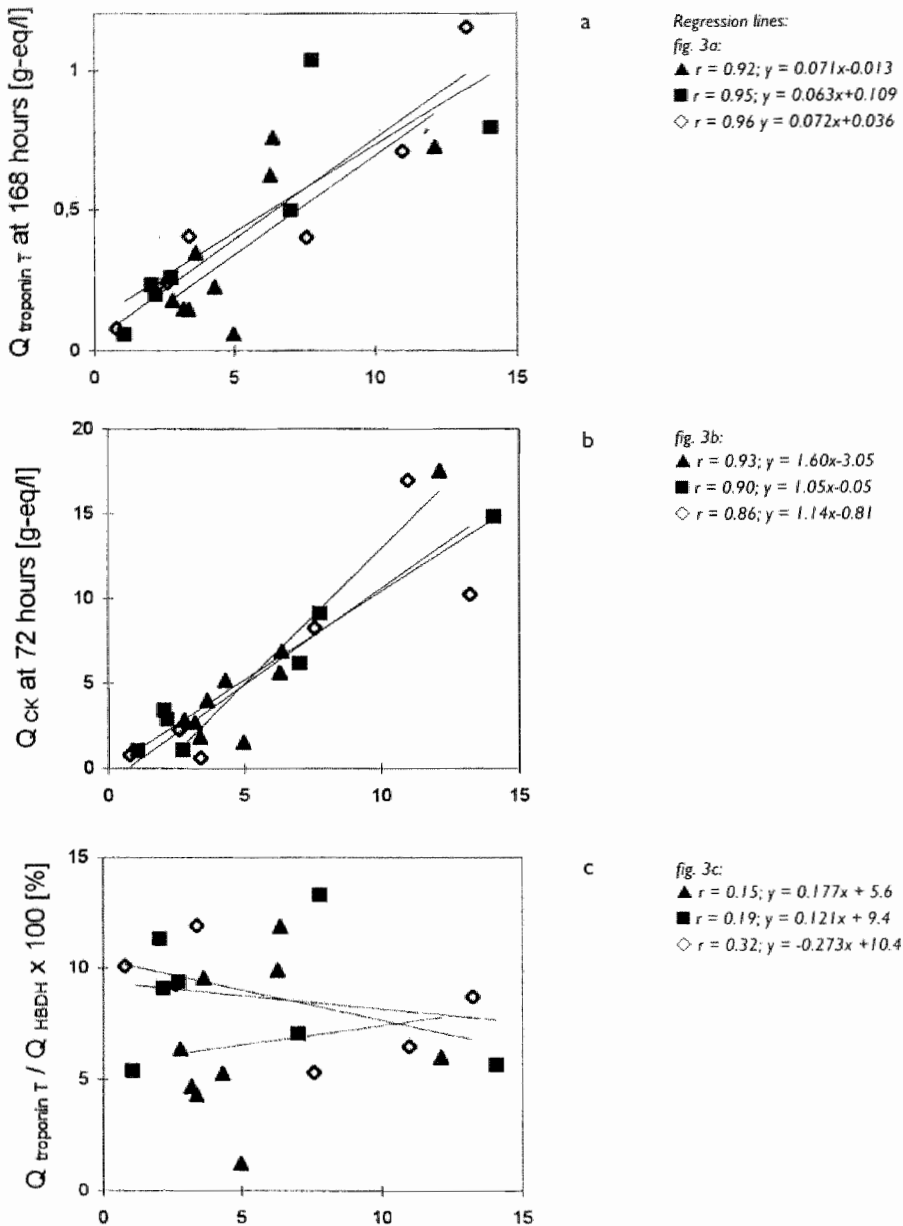 a
Regression lines:
fig. 3a:
▲ r = 0.92; y = 0.071x-0.013
■ r = 0.95; y = 0.063x+0.109
◇ r = 0.96 y = 0.072x+0.036
Q troponin T at 168 hours [g-eq/l]
1
0,5
0
0 5 10 15
b
fig. 3b:
▲ r = 0.93; y = 1.60x-3.05
■ r = 0.90; y = 1.05x-0.05
◇ r = 0.86; y = 1.14x-0.81
Q CK at 72 hours [g-eq/l]
20
15
10
5
0
0 5 10 15
c
fig. 3c:
▲ r = 0.15; y = 0.177x + 5.6
■ r = 0.19; y = 0.121x + 9.4
◇ r = 0.32; y = -0.273x +10.4
Q troponin T / Q HBDH X 100 [%]
15
10
5
0
0 5 10 15